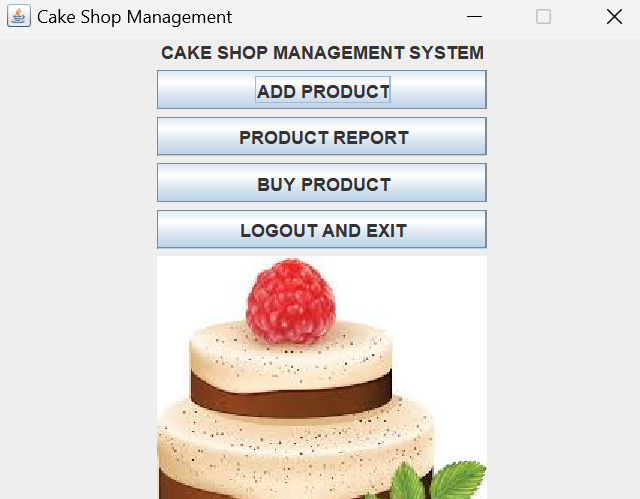 Cake Shop Management
CAKE SHOP MANAGEMENT SYSTEM
ADD PRODUCT
PRODUCT REPORT
BUY PRODUCT
LOGOUT AND EXIT